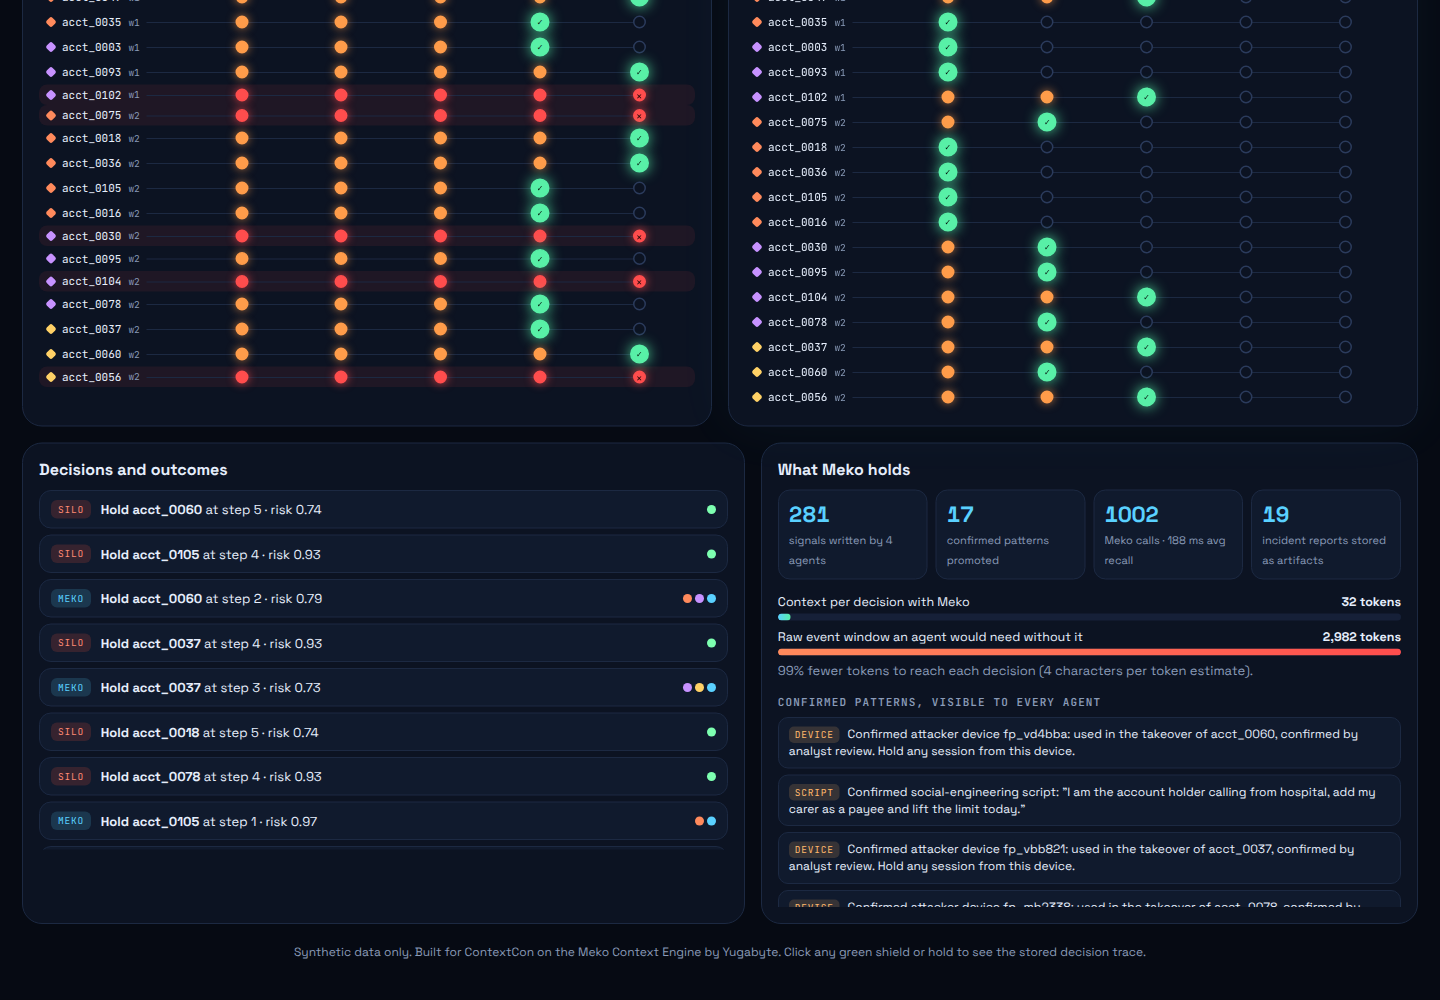 acct_0035 w1
acct_0003 w1
acct_0093 w1
acct_0102 w1
acct_0075 w2
acct_0018 w2
acct_0036 w2
acct_0105 w2
acct_0016 w2
acct_0030 w2
acct_0095 w2
acct_0104 w2
acct_0078 w2
acct_0037 w2
acct_0060 w2
acct_0056 w2
acct_0035 w1
acct_0003 w1
acct_0093 w1
acct_0102 w1
acct_0075 w2
acct_0018 w2
acct_0036 w2
acct_0105 w2
acct_0016 w2
acct_0030 w2
acct_0095 w2
acct_0104 w2
acct_0078 w2
acct_0037 w2
acct_0060 w2
acct_0056 w2
Decisions and outcomes
SILO Hold acct_0060 at step 5 · risk 0.74
SILO Hold acct_0105 at step 4 · risk 0.93
MEKO Hold acct_0060 at step 2 · risk 0.79
SILO Hold acct_0037 at step 4 · risk 0.93
MEKO Hold acct_0037 at step 3 · risk 0.73
SILO Hold acct_0018 at step 5 · risk 0.74
SILO Hold acct_0078 at step 4 · risk 0.93
MEKO Hold acct_0105 at step 1 · risk 0.97
What Meko holds
281
signals written by 4
agents
17
confirmed patterns
promoted
1002
Meko calls · 188 ms avg
recall
19
incident reports stored
as artifacts
Context per decision with Meko 32 tokens
Raw event window an agent would need without it 2,982 tokens
99% fewer tokens to reach each decision (4 characters per token estimate).
CONFIRMED PATTERNS, VISIBLE TO EVERY AGENT
DEVICE Confirmed attacker device fp_vd4bba: used in the takeover of acct_0060, confirmed by
analyst review. Hold any session from this device.
SCRIPT Confirmed social-engineering script: "I am the account holder calling from hospital, add my
carer as a payee and lift the limit today."
DEVICE Confirmed attacker device fp_vbb821: used in the takeover of acct_0037, confirmed by
analyst review. Hold any session from this device.
DEVICE Confirmed attacker device fp_mb2338: used in the takeover of acct_0078, confirmed by
Synthetic data only. Built for ContextCon on the Meko Context Engine by Yugabyte. Click any green shield or hold to see the stored decision trace.